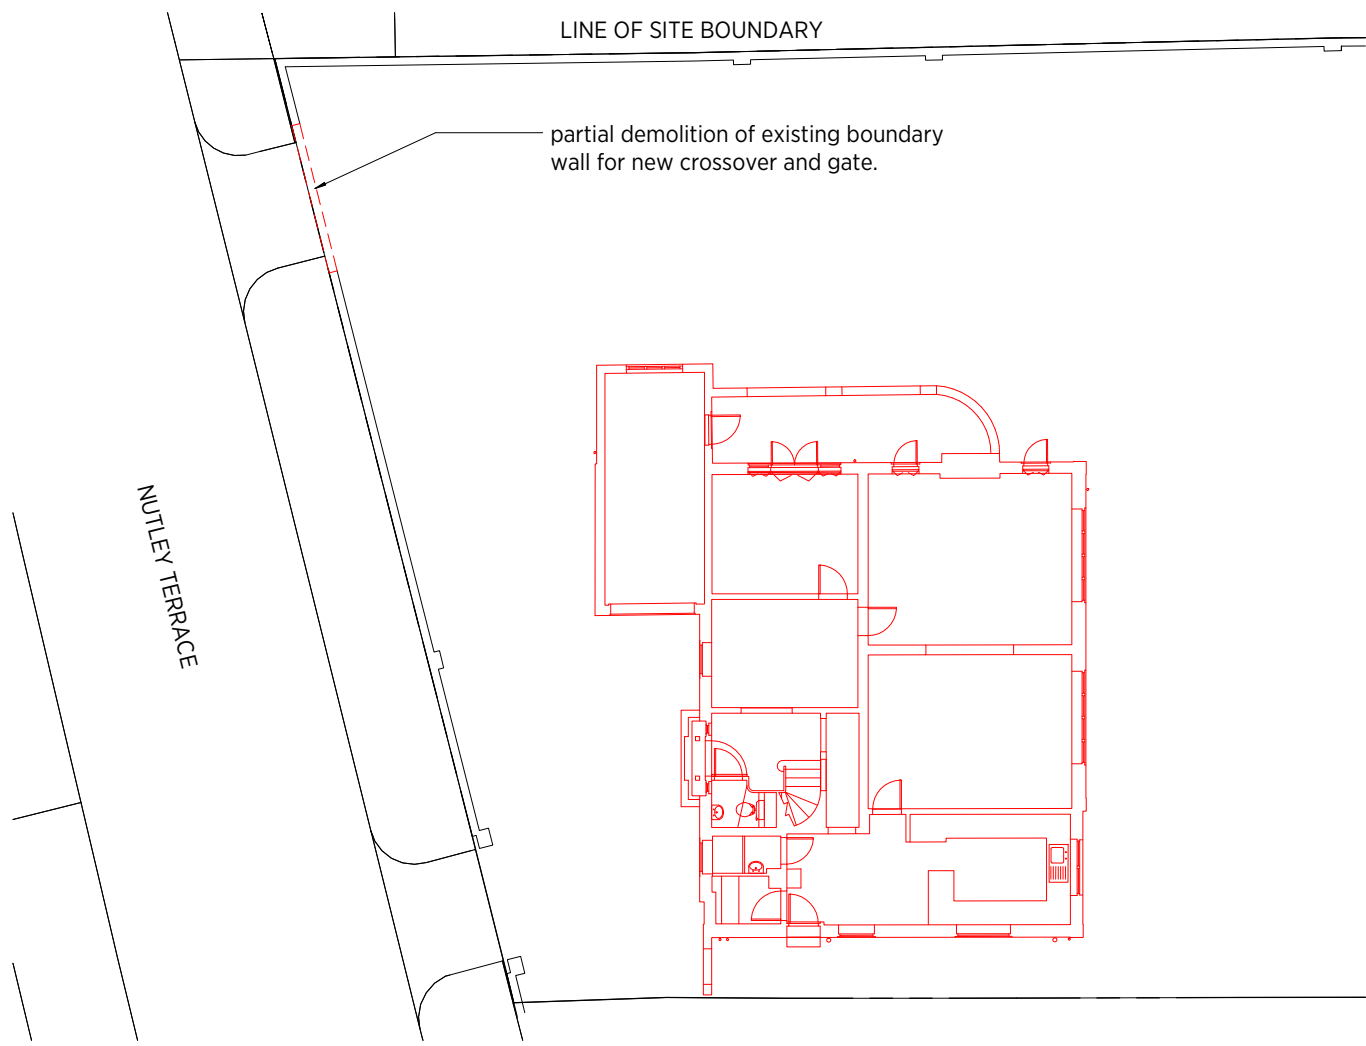 LINE OF SITE BOUNDARY
partial demolition of existing boundary
wall for new crossover and gate.
NUTLEY TERRACE